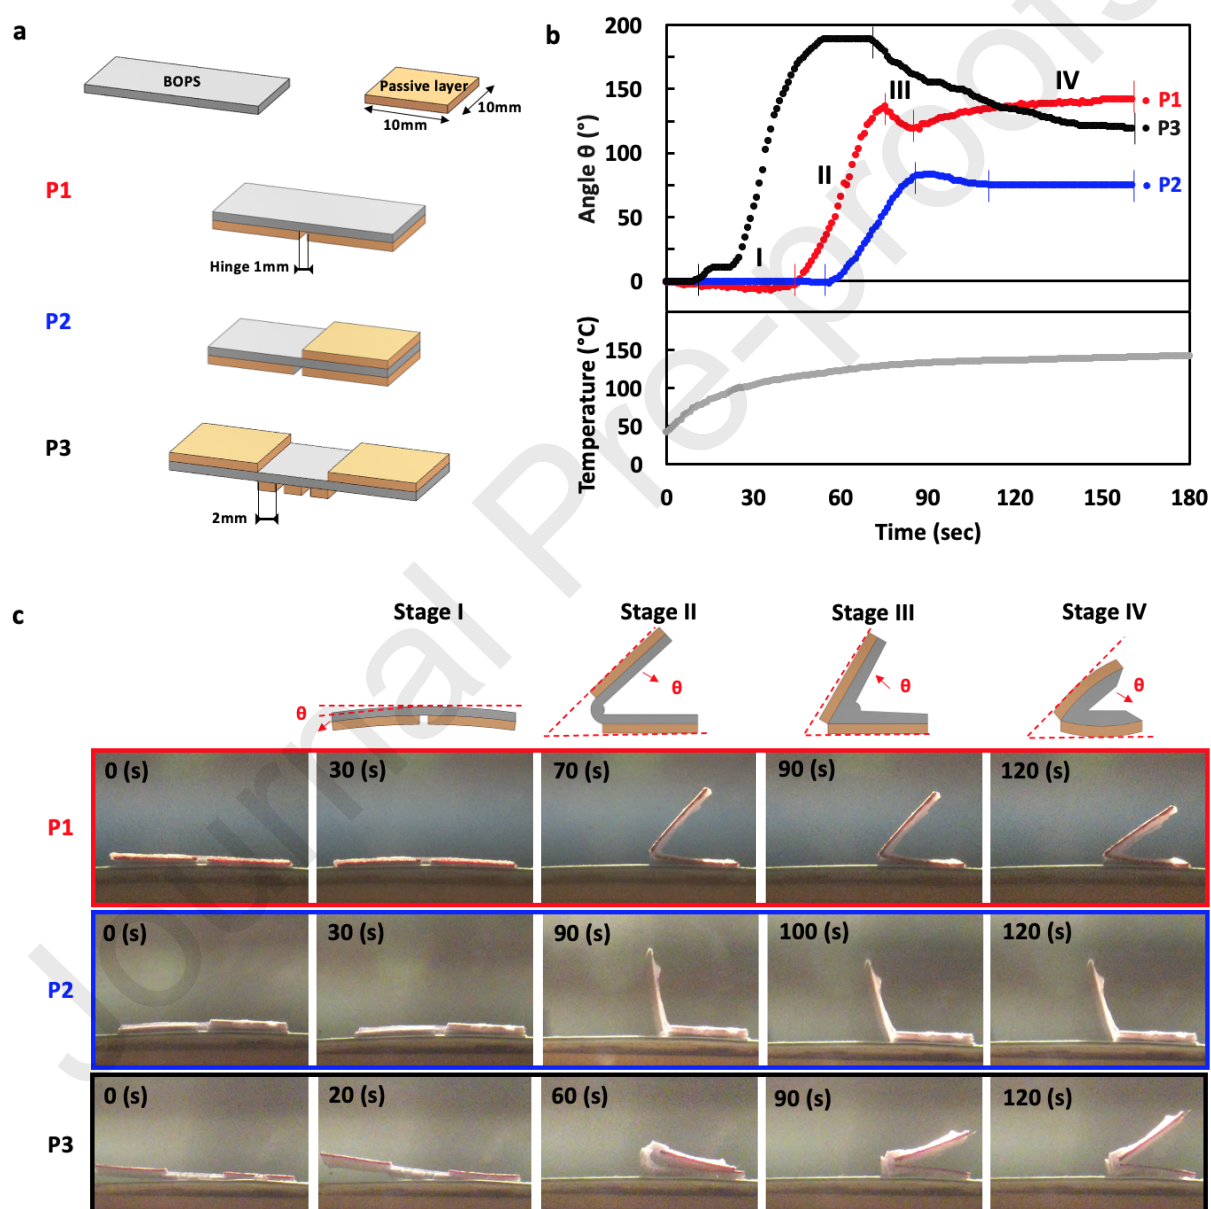 a
BOPS
Passive layer
10mm
10mm
P1
Hinge 1mm
P2
P3
2mm
b
200
150
100
50
0
Angle θ (°)
I
II
III
IV
P1
P3
P2
150
100
50
0
Temperature (°C)
0 30 60 90 120 150 180
Time (sec)
c
Stage I Stage II Stage III Stage IV
θ θ θ θ
P1
0 (s) 30 (s) 70 (s) 90 (s) 120 (s)
P2
0 (s) 30 (s) 90 (s) 100 (s) 120 (s)
P3
0 (s) 20 (s) 60 (s) 90 (s) 120 (s)
Journal Pre-proofs